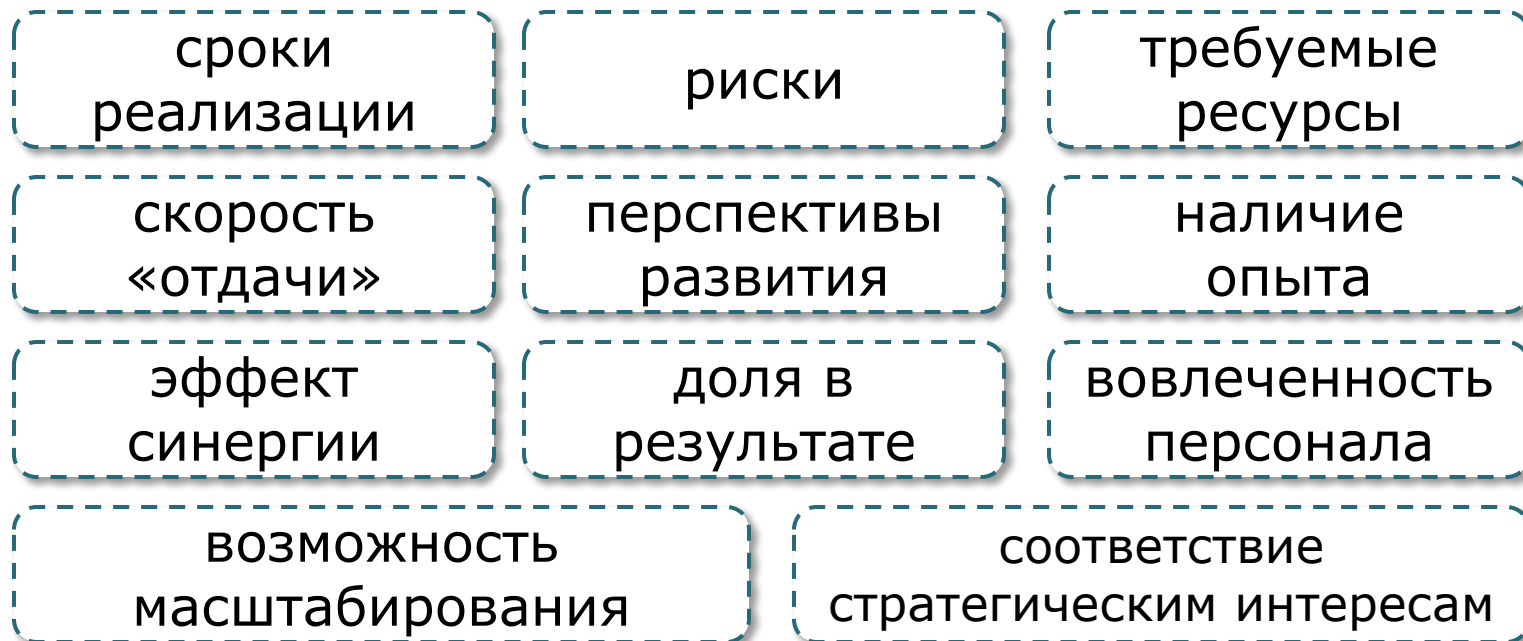 сроки
реализации
риски
требуемые
ресурсы
скорость
«отдачи»
перспективы
развития
наличие
опыта
эффект
синергии
доля в
результате
вовлеченность
персонала
возможность
масштабирования
соответствие
стратегическим интересам